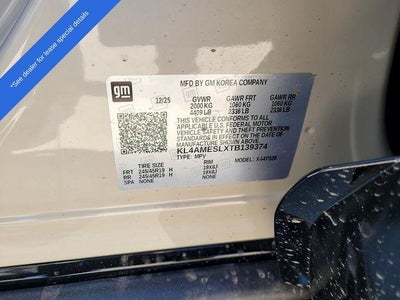 *See dealer for lease special details
gm
MFD BY GM KOREA COMPANY
12/25 GVWR GAWR FRT GAWR RR
2000 KG 1060 KG 1060 KG
4409 LB 2336 LB 2336 LB
THIS VEHICLE CONFORMS TO ALL
APPLICABLE U.S. FEDERAL MOTOR
VEHICLE SAFETY AND
STANDARDS IN EFFECT ON THE DATE OF
MANUFACTURE SHOWN ABOVE.
KL4AMESLXTB139374
TYPE: MPV MODEL:
TIRE SIZE RIM
FRT 245/45R19 H 19X8J
RR 245/45R19 H 19X8J
SPA NONE NONE